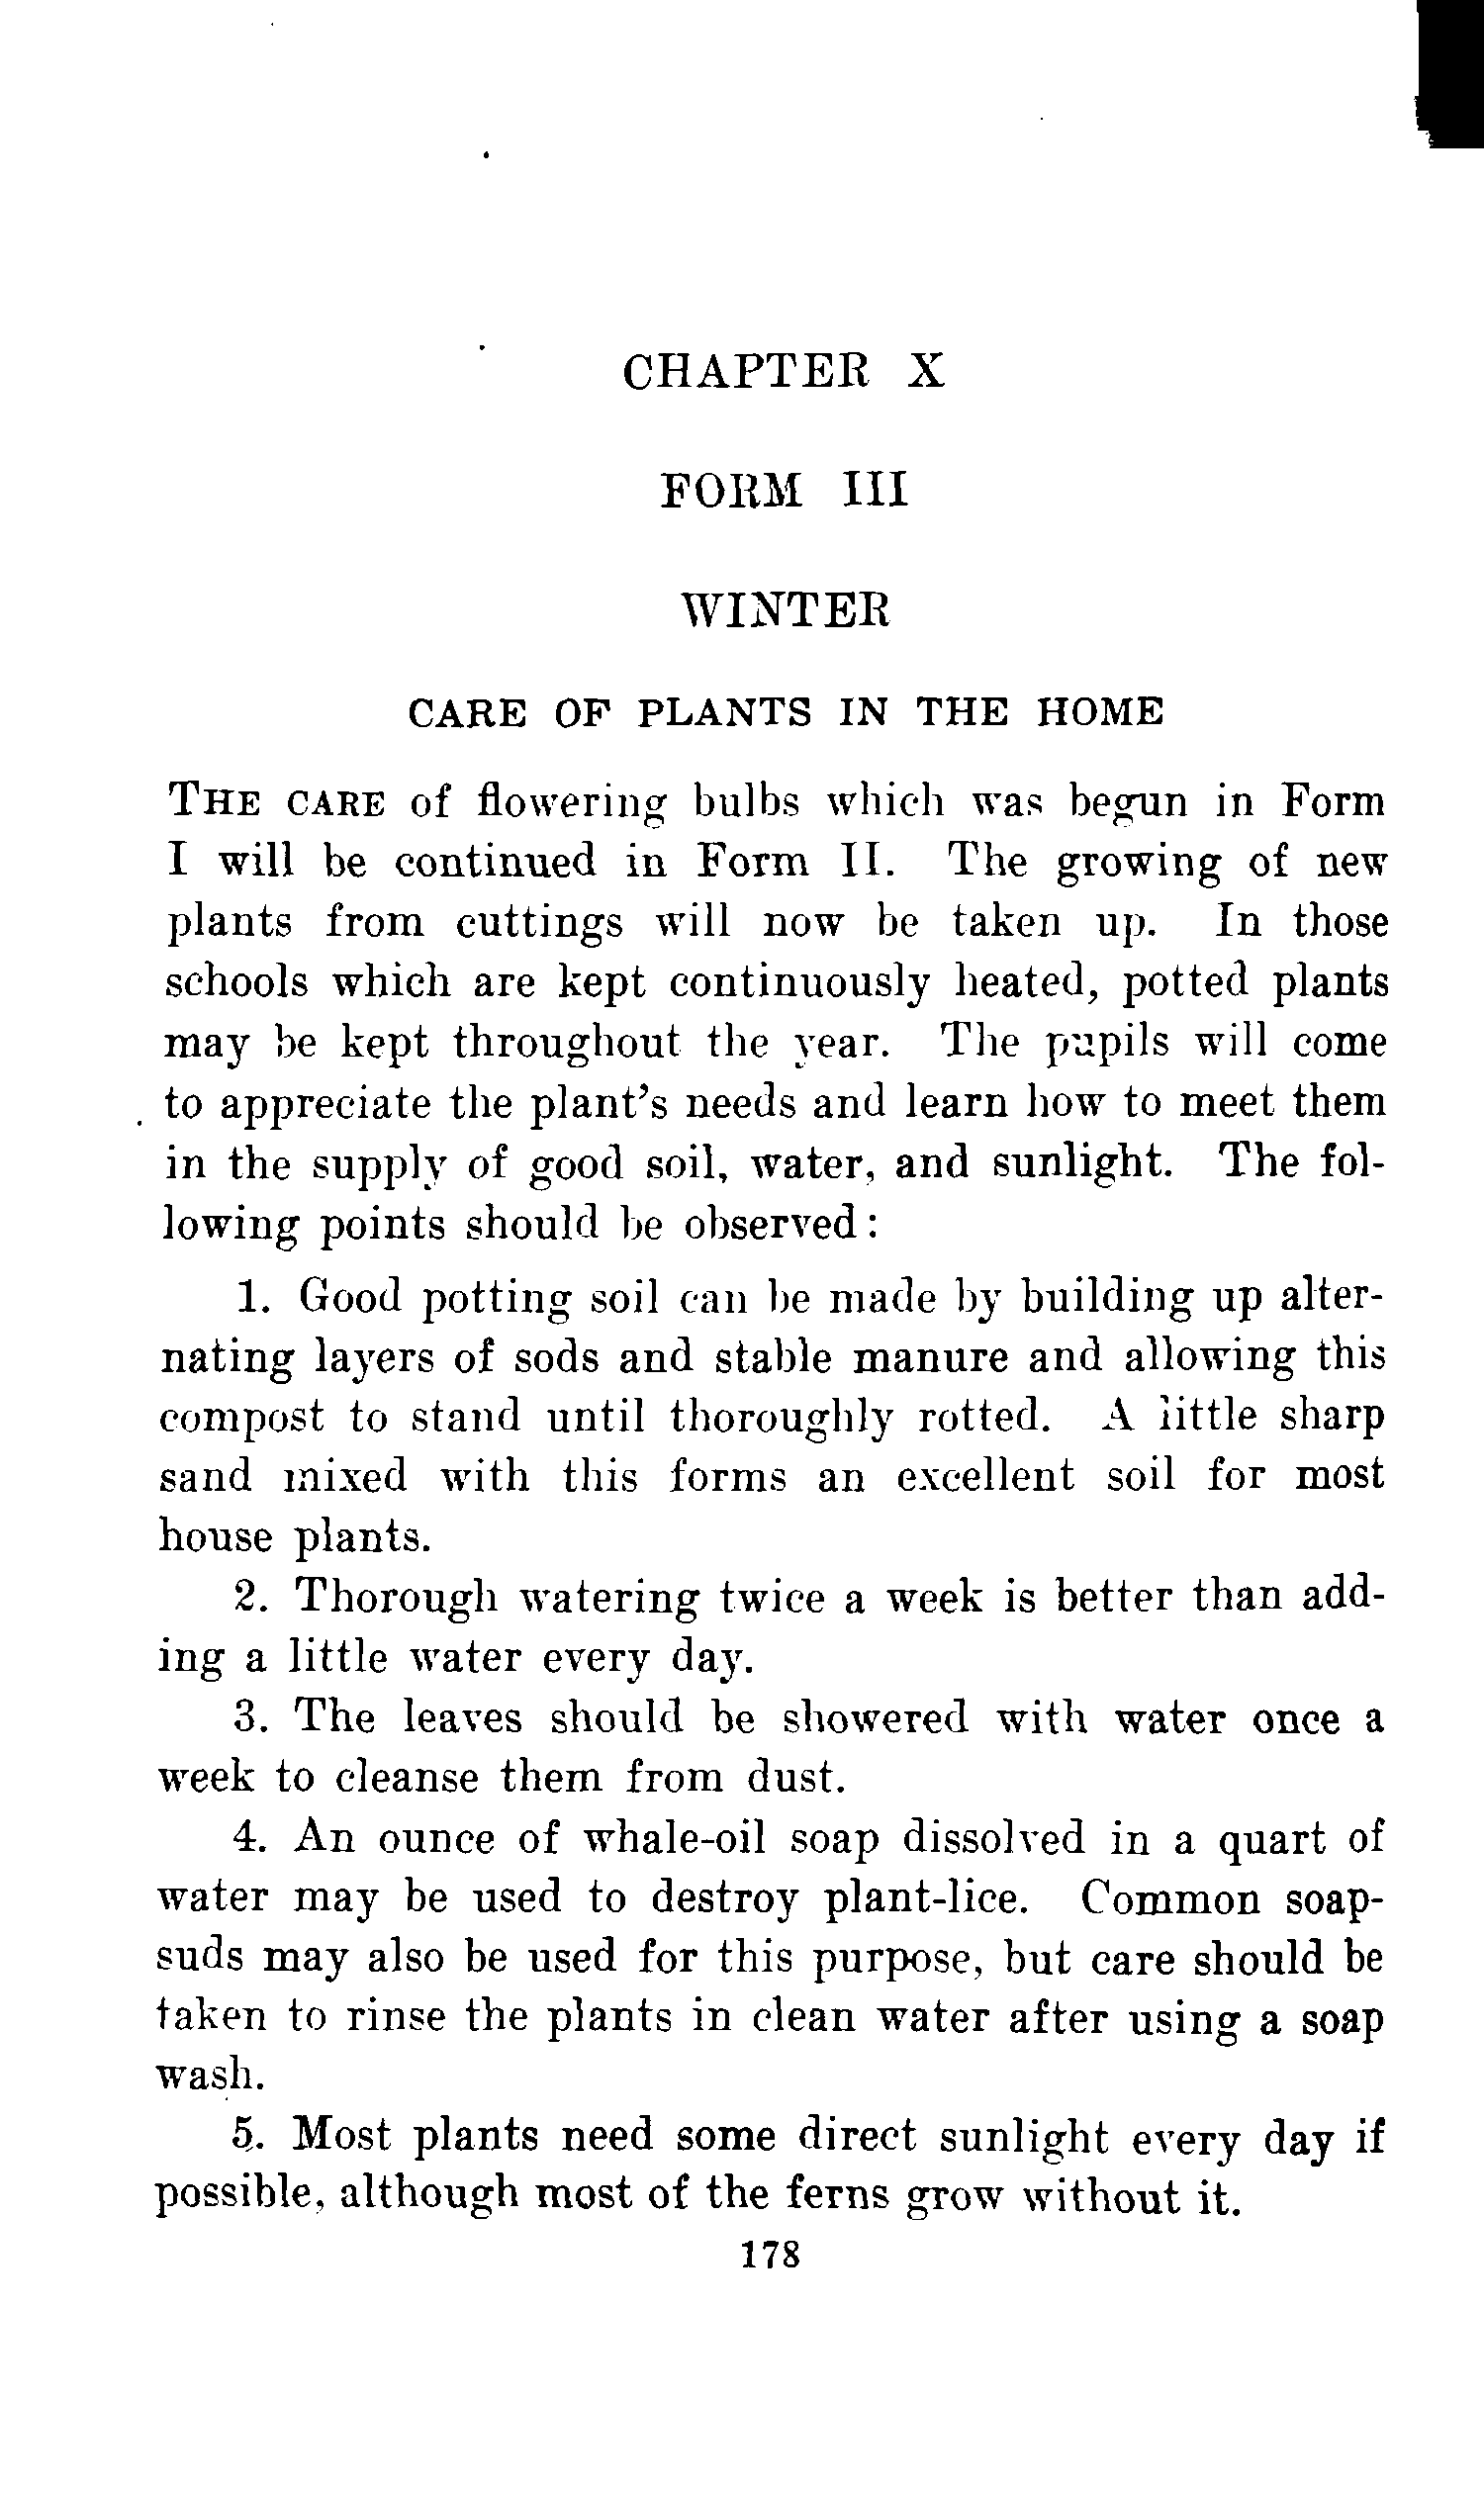 CHAPTER X
FORM III
WINTER
CARE OF PLANTS IN THE HOME
THE CARE of flowering bulbs which was begun in Form
I will be continued in Form II. The growing of new
plants from cuttings will now be taken up. In those
schools which are kept continuously heated, potted plants
may be kept throughout the year. The pupils will come
to appreciate the plant's needs and learn how to meet them
in the supply of good soil, water, and sunlight. The fol-
lowing points should be observed:
1. Good potting soil can be made by building up alter-
nating layers of sods and stable manure and allowing this
compost to stand until thoroughly rotted. A little sharp
sand mixed with this forms an excellent soil for most
house plants.
2. Thorough watering twice a week is better than add-
ing a little water every day.
3. The leaves should be showered with water once a
week to cleanse them from dust.
4. An ounce of whale-oil soap dissolved in a quart of
water may be used to destroy plant-lice. Common soap-
suds may also be used for this purpose, but care should be
taken to rinse the plants in clean water after using a soap
wash.
5. Most plants need some direct sunlight every day if
possible, although most of the ferns grow without it.
178